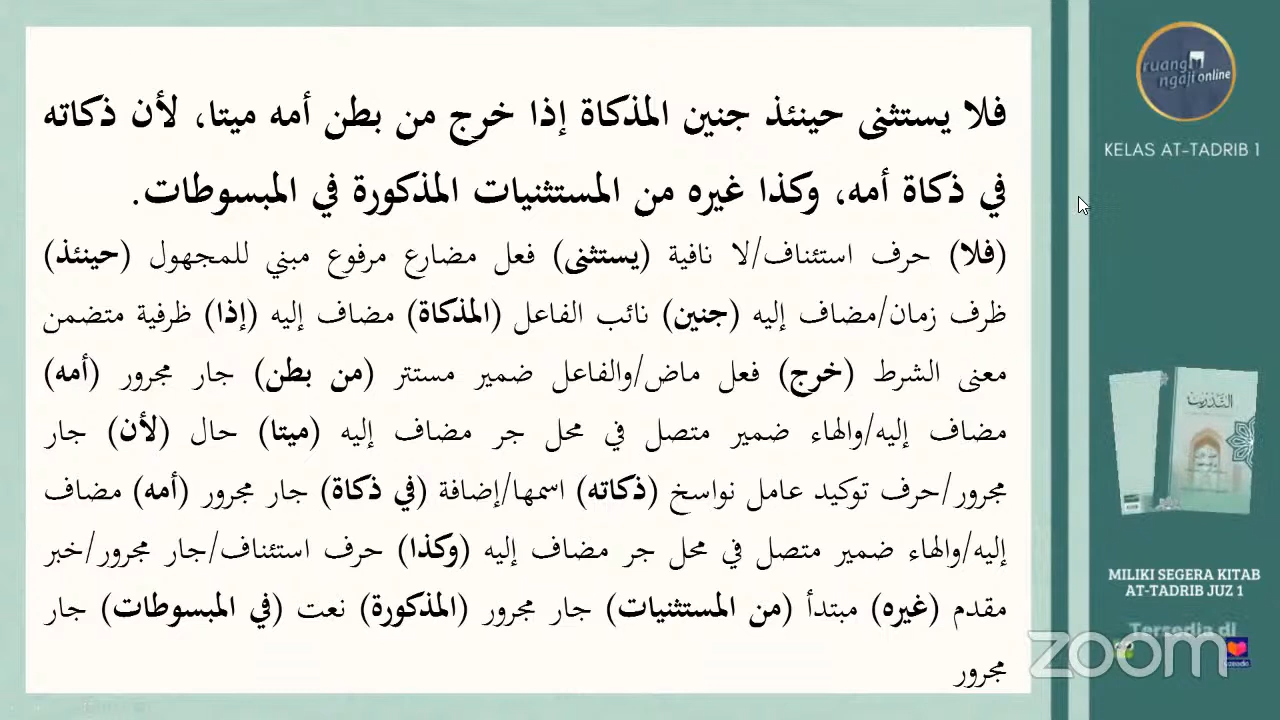 فلا يستثنى حينئذ جنين المذكاة إذا خرج من بطن أمه ميتا، لأن ذكاته
في ذكاة أمه، وكذا غيره من المستثنيات المذكورة في المبسوطات.
(فلا) حرف استئناف/لا نافية (يستثنى) فعل مضارع مرفوع مبني للمجهول (حينئذ)
ظرف زمان/مضاف إليه (جنين) نائب الفاعل (المذكاة) مضاف إليه (إذا) ظرفية متضمن
معنى الشرط (خرج) فعل ماض/والفاعل ضمير مستتر (من بطن) جار مجرور (أمه)
مضاف إليه/والهاء ضمير متصل في محل جر مضاف إليه (ميتا) حال (لأن) جار
مجرور/حرف توكيد عامل نواسخ (ذكاته) اسمها/إضافة (في ذكاة) جار مجرور (أمه) مضاف
إليه/والهاء ضمير متصل في محل جر مضاف إليه (وكذا) حرف استئناف/جار مجرور/خبر
مقدم (غيره) مبتدأ (من المستثنيات) جار مجرور (المذكورة) نعت (في المبسوطات) جار
مجرور
ruang
ngaji online
KELAS AT-TADRIB 1
التدريب
MILIKI SEGERA KITAB
AT-TADRIB JUZ 1
Tersedia di
zoom